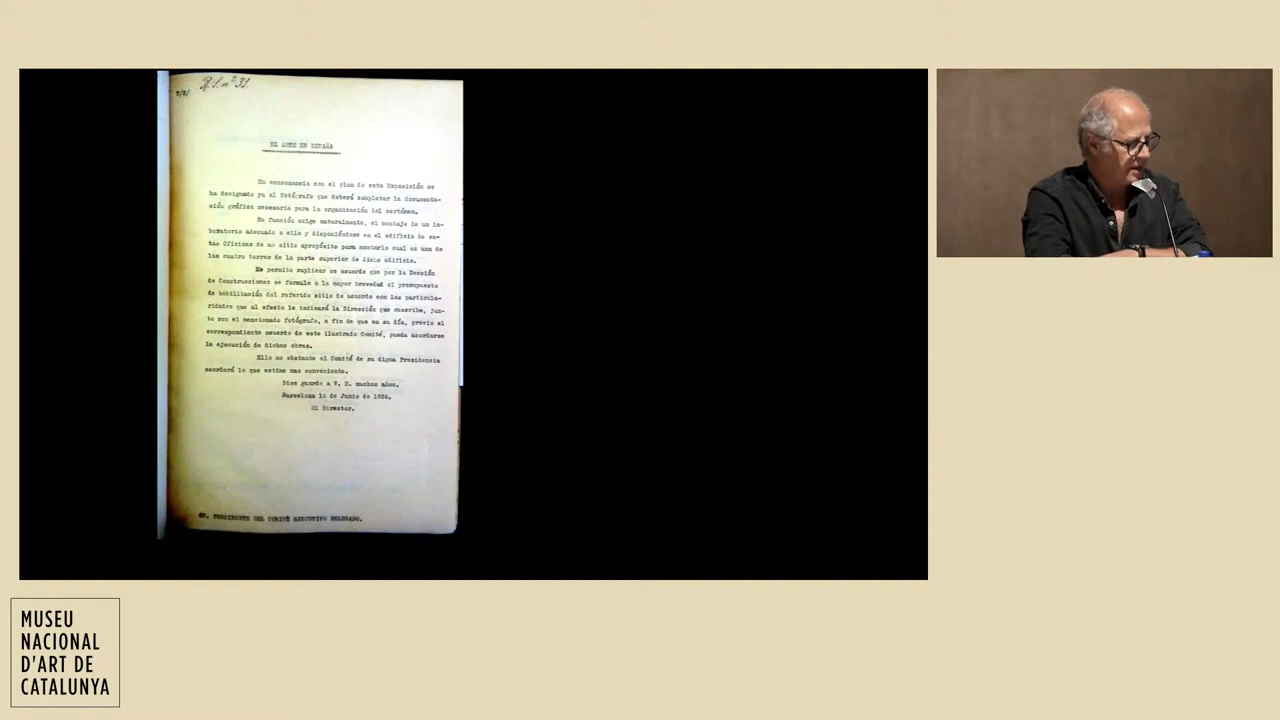 R.S.nº 31.
EL ARTE EN ESPAÑA
En consonancia con el plan de esta Exposición se
ha designado ya al fotógrafo que deberá completar la documenta-
ción gráfica necesaria para la organización del certámen.
Su función exige naturalmente, el montaje de un la-
boratorio adecuado a ella y disponiéndose en el edificio de es-
tas Oficinas de un sitio apropósito para montarlo cual es una de
las cuatro torres de la parte superior de dicho edificio.
Me permito suplicar se acuerde que por la Sección
de Construcciones se formule a la mayor brevedad el presupuesto
de habilitación del referido sitio de acuerdo con las particula-
ridades que al efecto le indicará la Dirección que suscribe, jun-
to con el mencionado fotógrafo, a fin de que en su día, previo el
correspondiente acuerdo de este ilustrado Comité, pueda acordarse
la ejecución de dichas obras.
Ello no obstante el Comité de su digna Presidencia
acordará lo que estime mas conveniente.
Dios guarde a V. E. muchos años.
Barcelona 14 de Junio de
El Director.
SR. PRESIDENTE DEL COMITÉ EJECUTIVO DELEGADO.
MUSEU
NACIONAL
D'ART DE
CATALUNYA